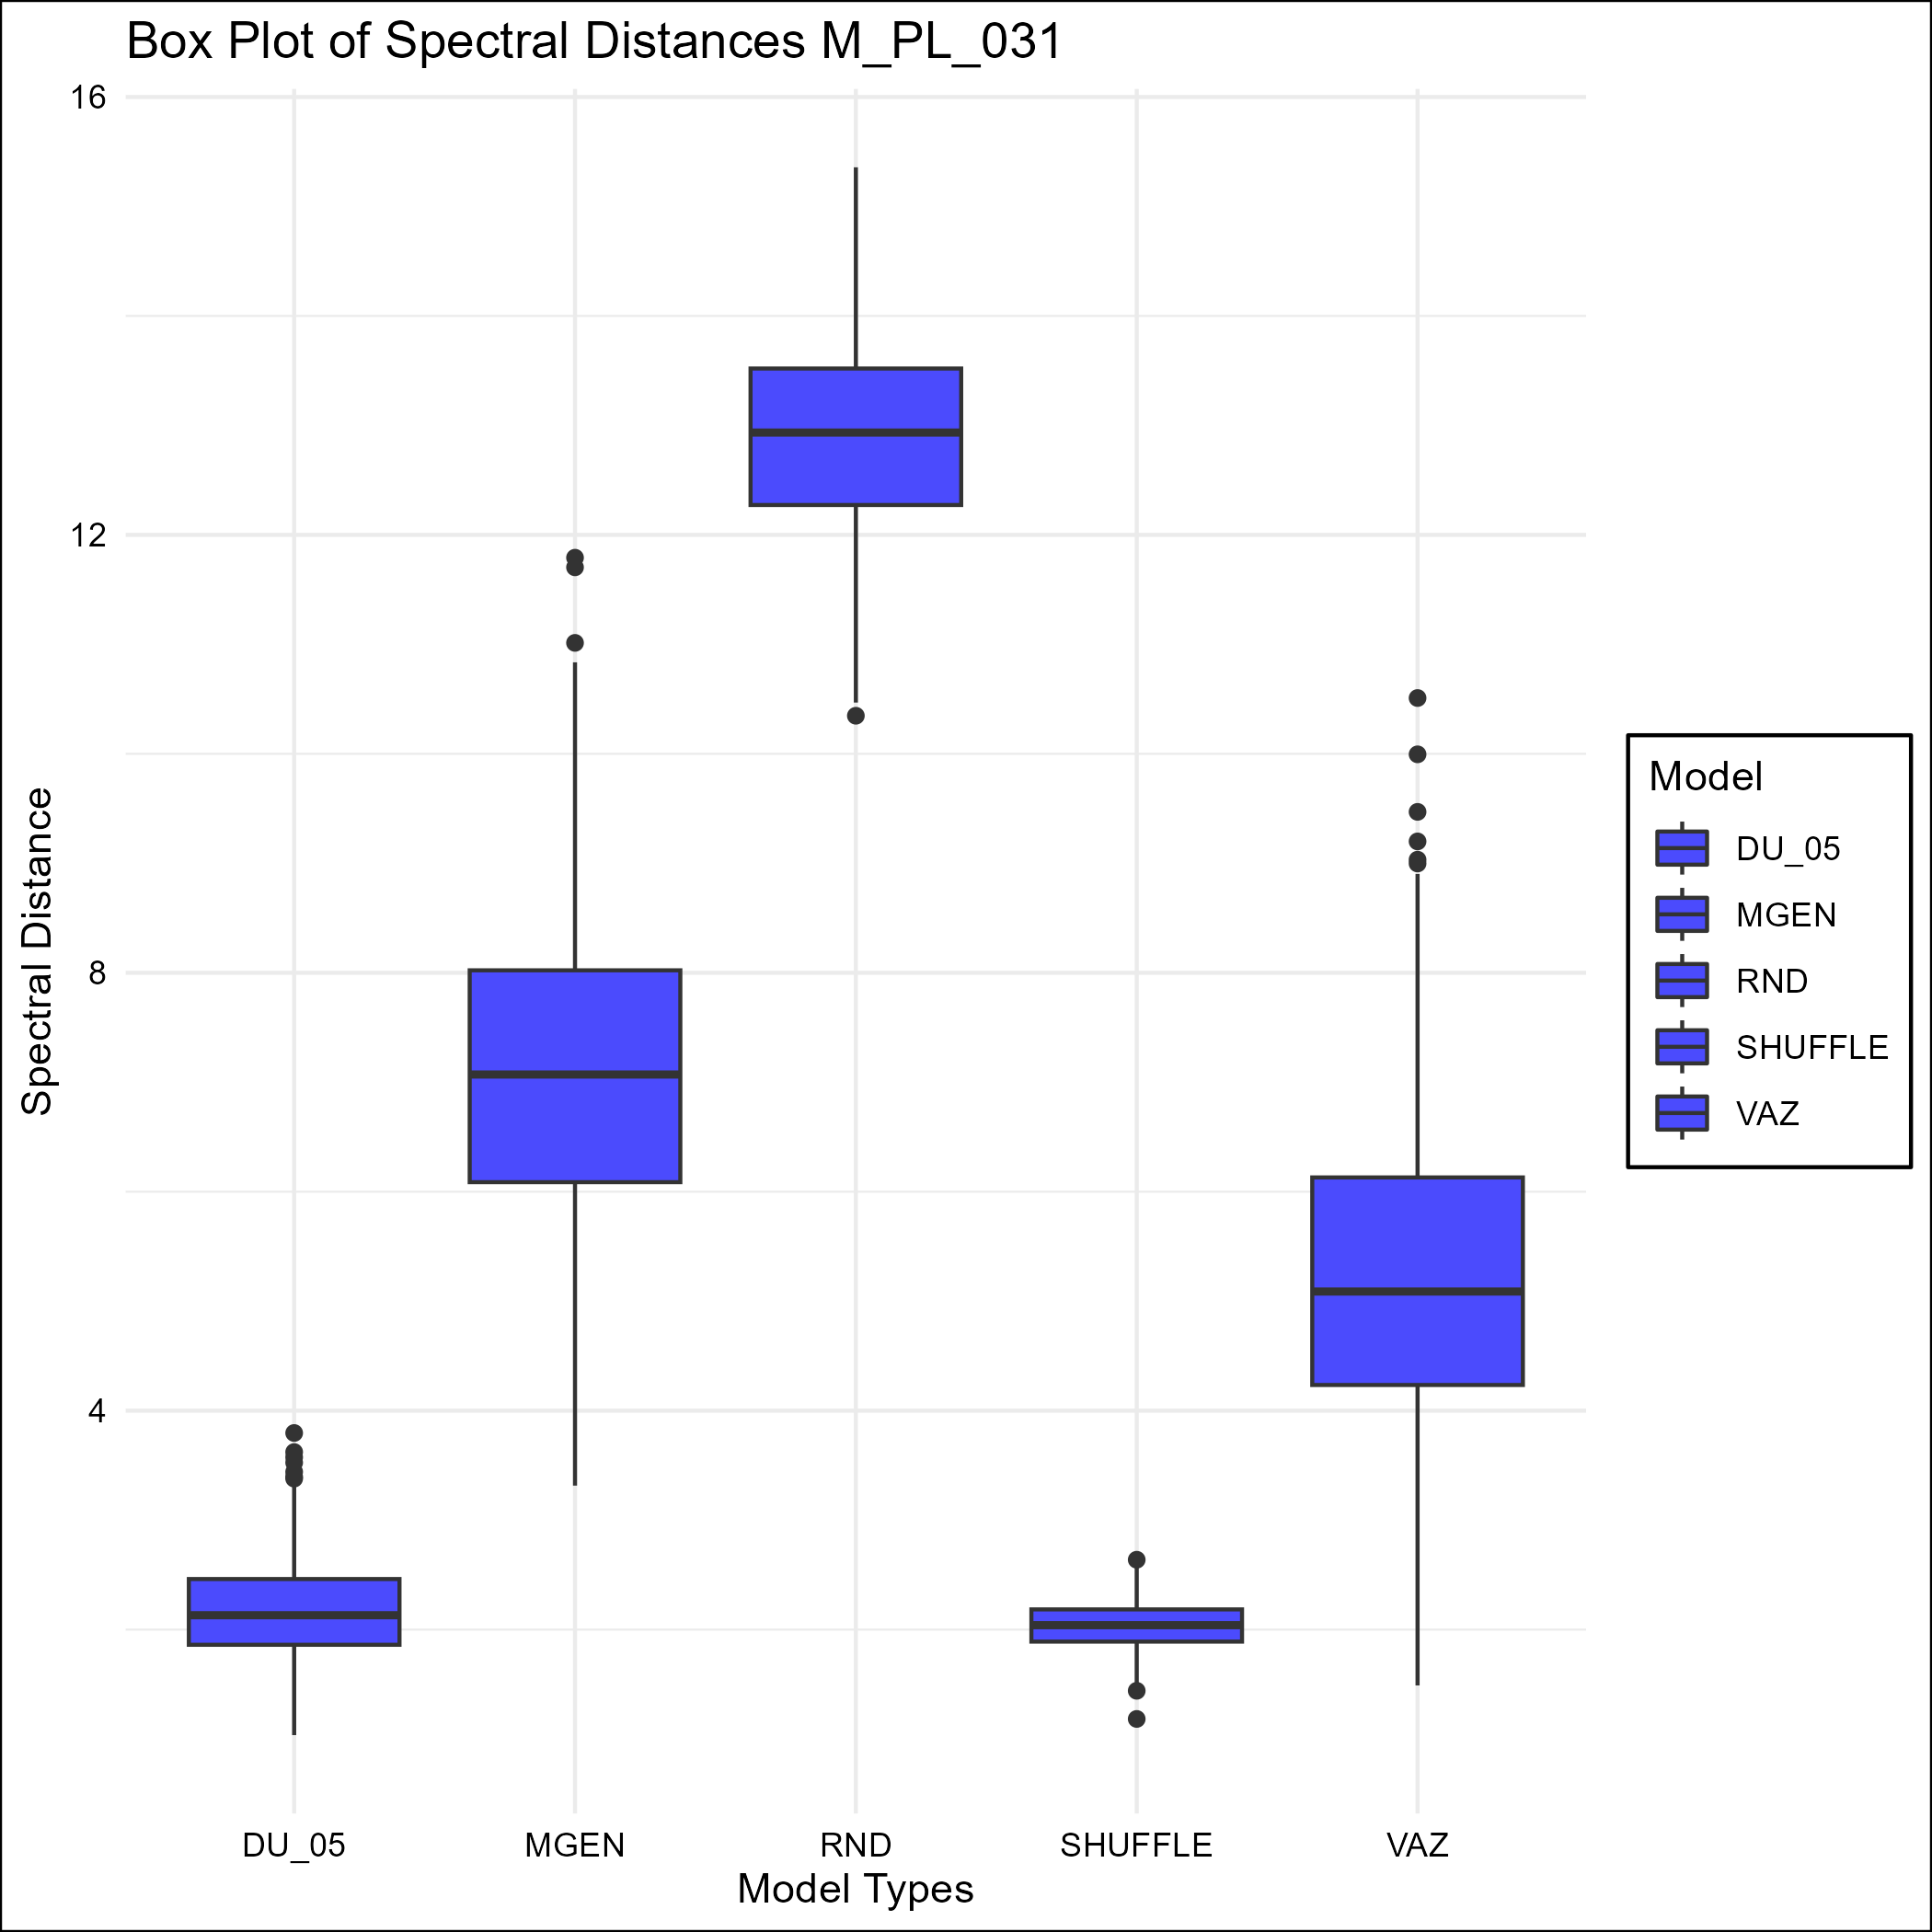 Box Plot of Spectral Distances M_PL_031
16
12
8
4
Spectral Distance
DU_05
MGEN
RND
SHUFFLE
VAZ
Model Types
Model
DU_05
MGEN
RND
SHUFFLE
VAZ